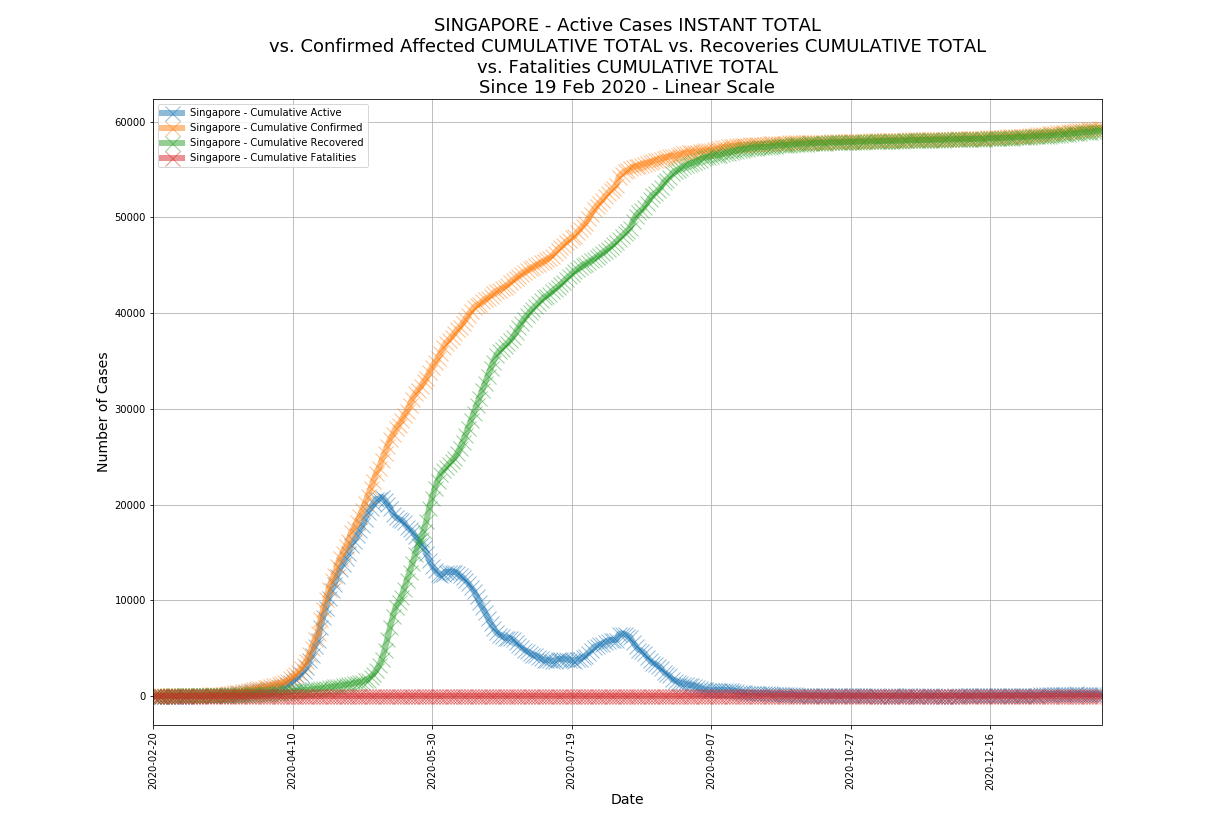 SINGAPORE - Active Cases INSTANT TOTAL
vs. Confirmed Affected CUMULATIVE TOTAL vs. Recoveries CUMULATIVE TOTAL
vs. Fatalities CUMULATIVE TOTAL
Since 19 Feb 2020 - Linear Scale
Singapore - Cumulative Active
Singapore - Cumulative Confirmed
Singapore - Cumulative Recovered
Singapore - Cumulative Fatalities
Number of Cases
60000
50000
40000
30000
20000
10000
0
2020-02-20
2020-04-10
2020-05-30
2020-07-19
2020-09-07
2020-10-27
2020-12-16
Date